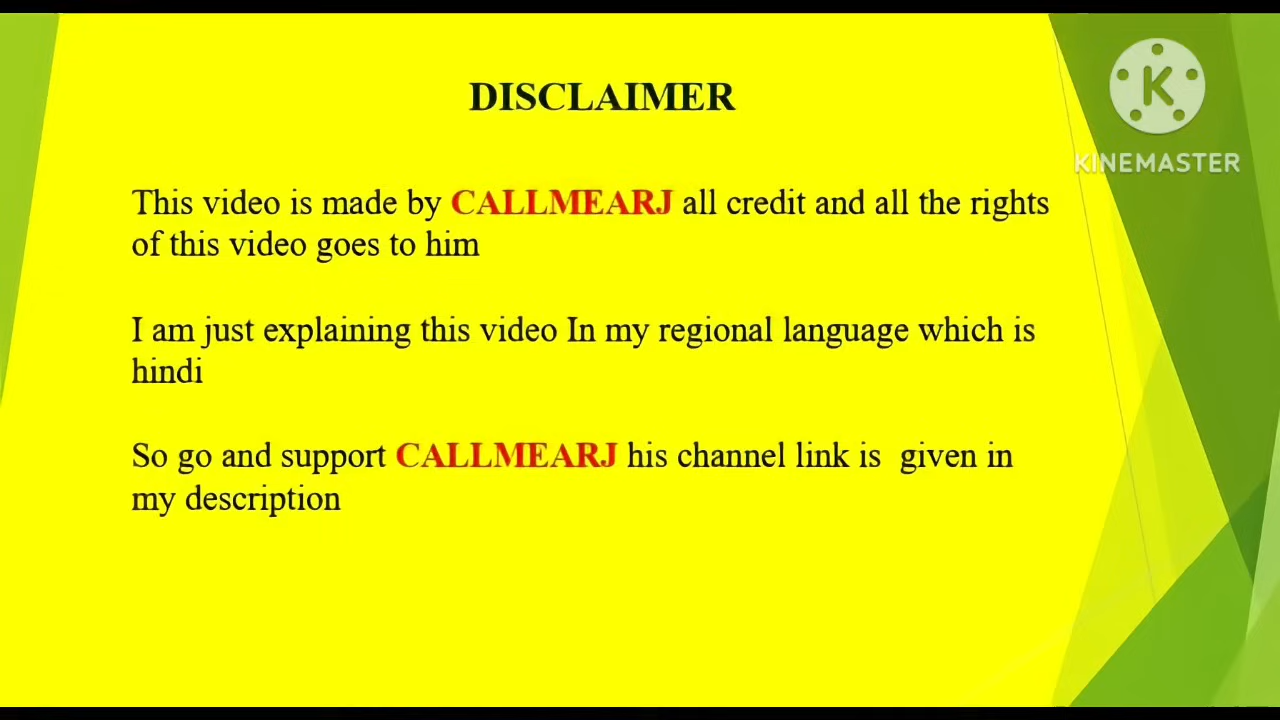 DISCLAIMER
K
KINEMASTER
This video is made by CALLMEARJ all credit and all the rights
of this video goes to him
I am just explaining this video In my regional language which is
hindi
So go and support CALLMEARJ his channel link is  given in
my description